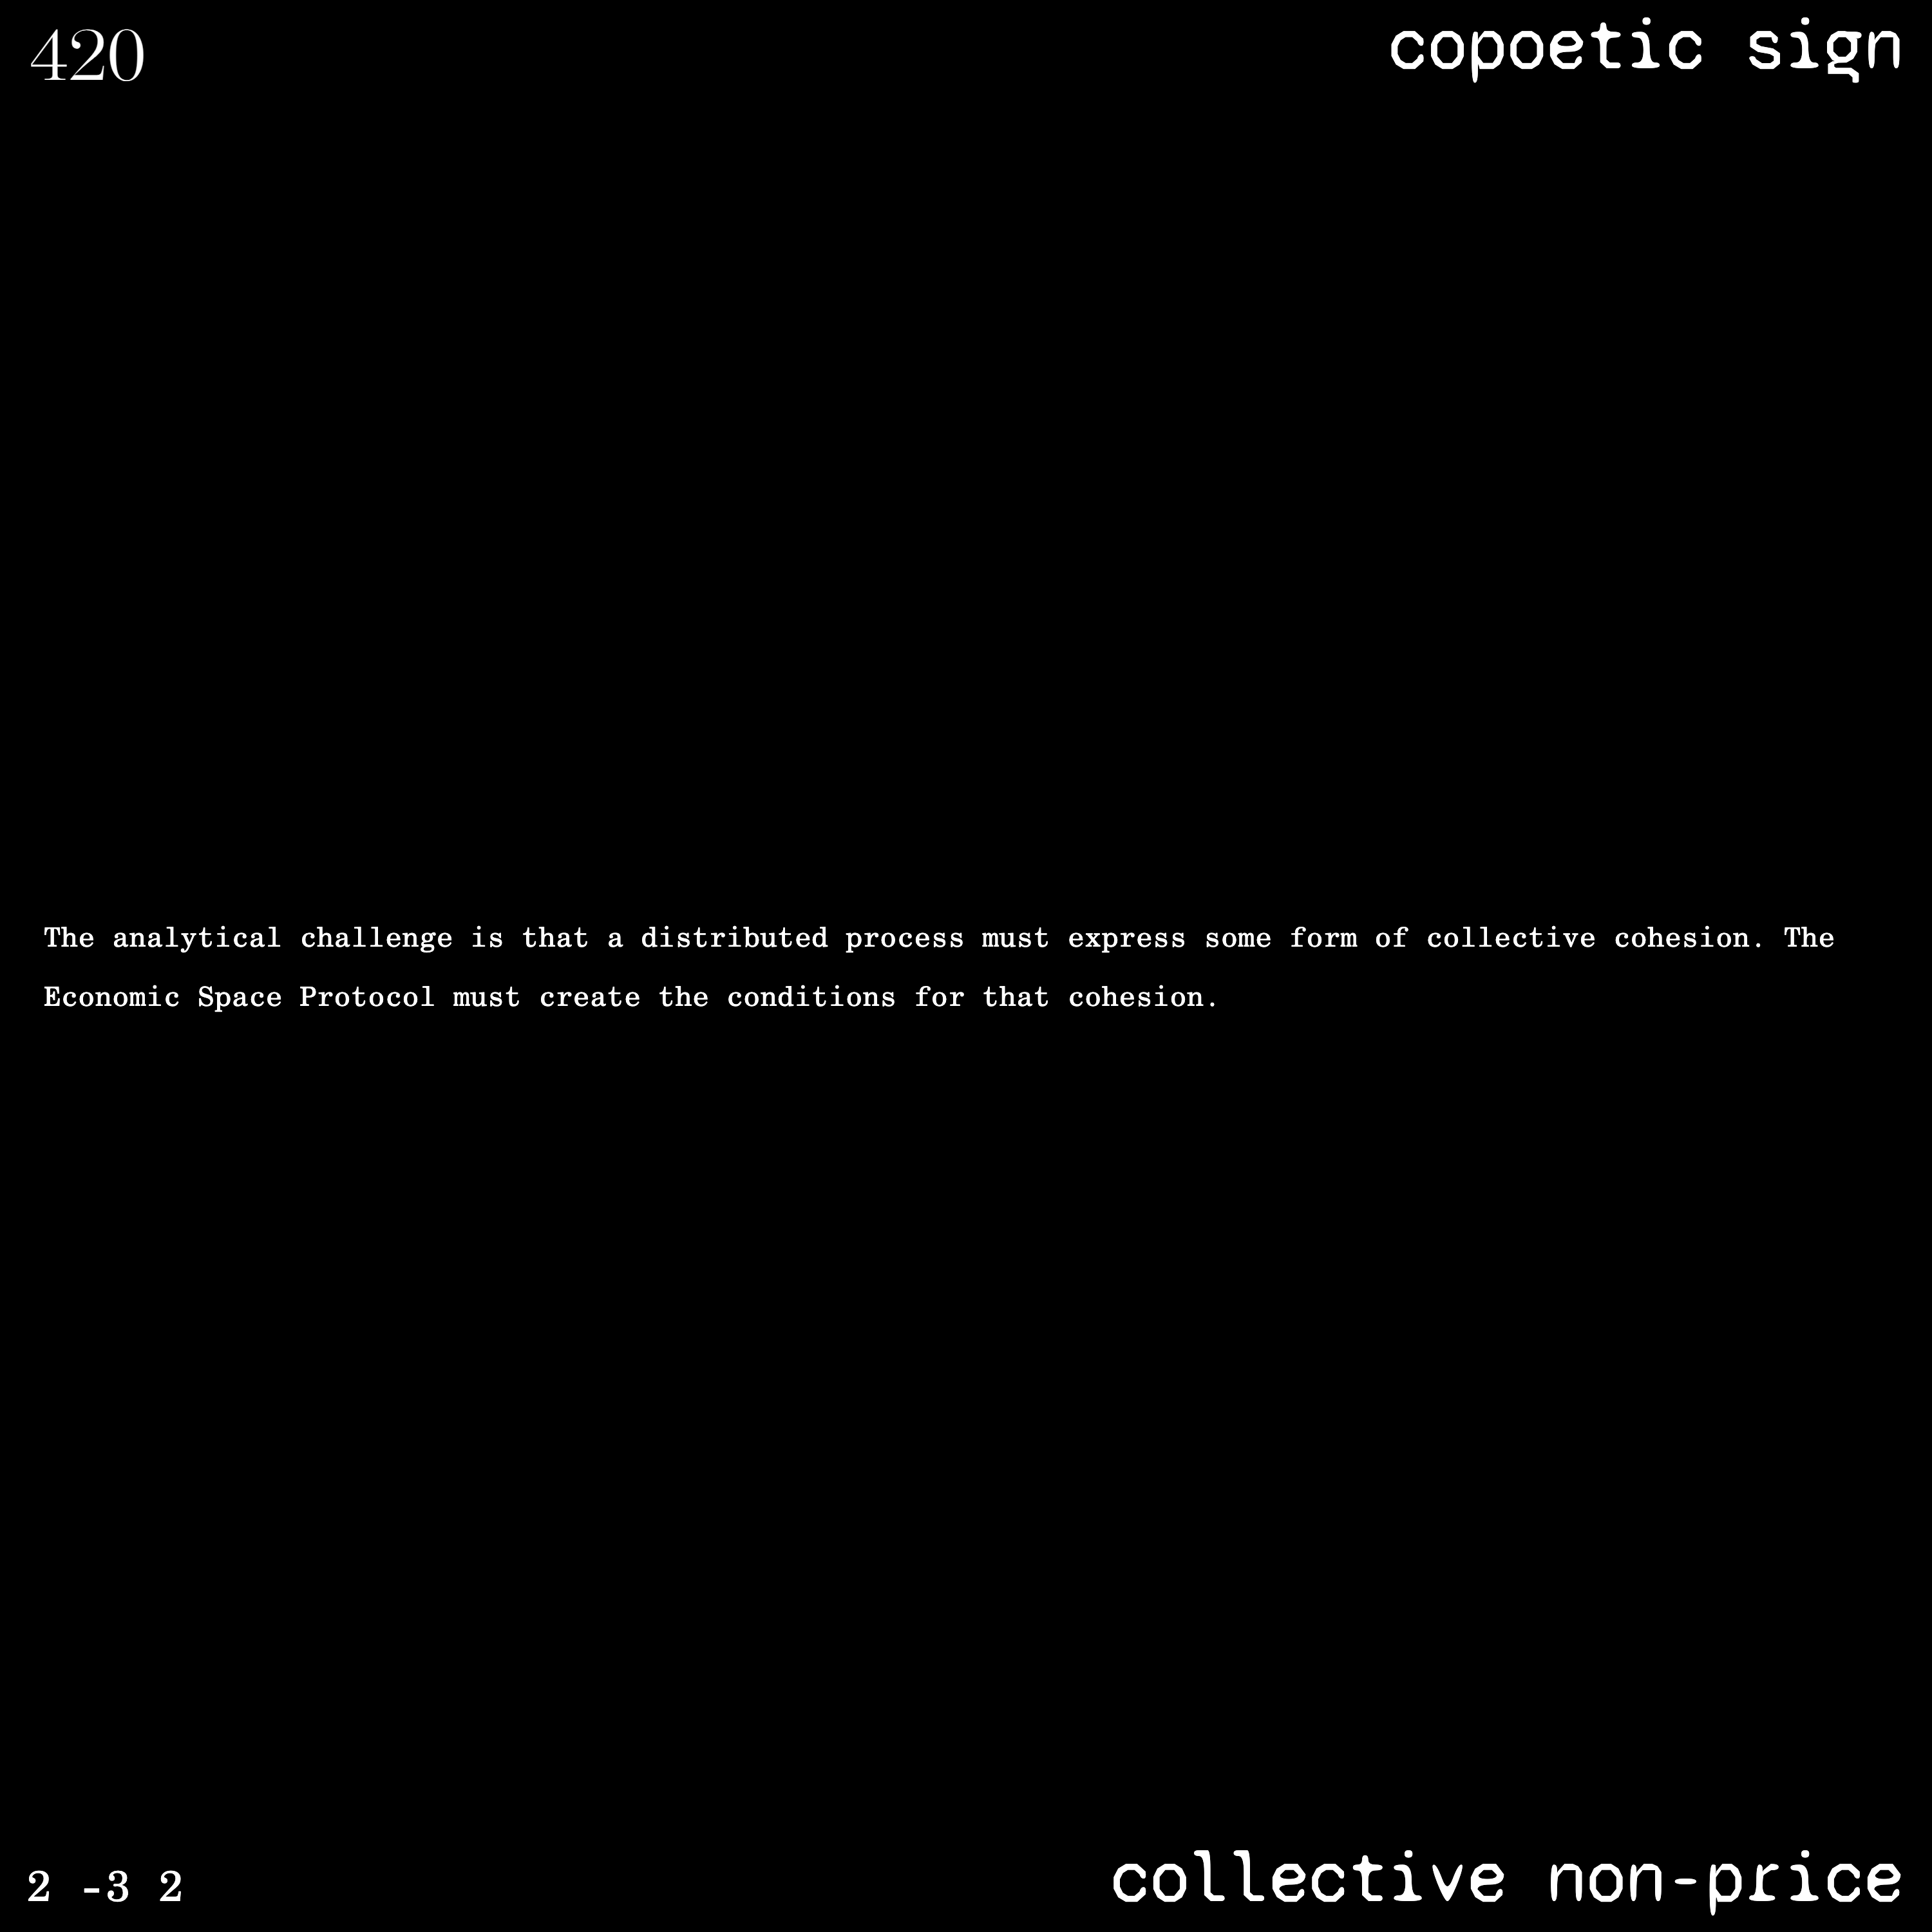 420
copoetic sign
The analytical challenge is that a distributed process must express some form of collective cohesion. The
Economic Space Protocol must create the conditions for that cohesion.
2 -3 2
collective non-price